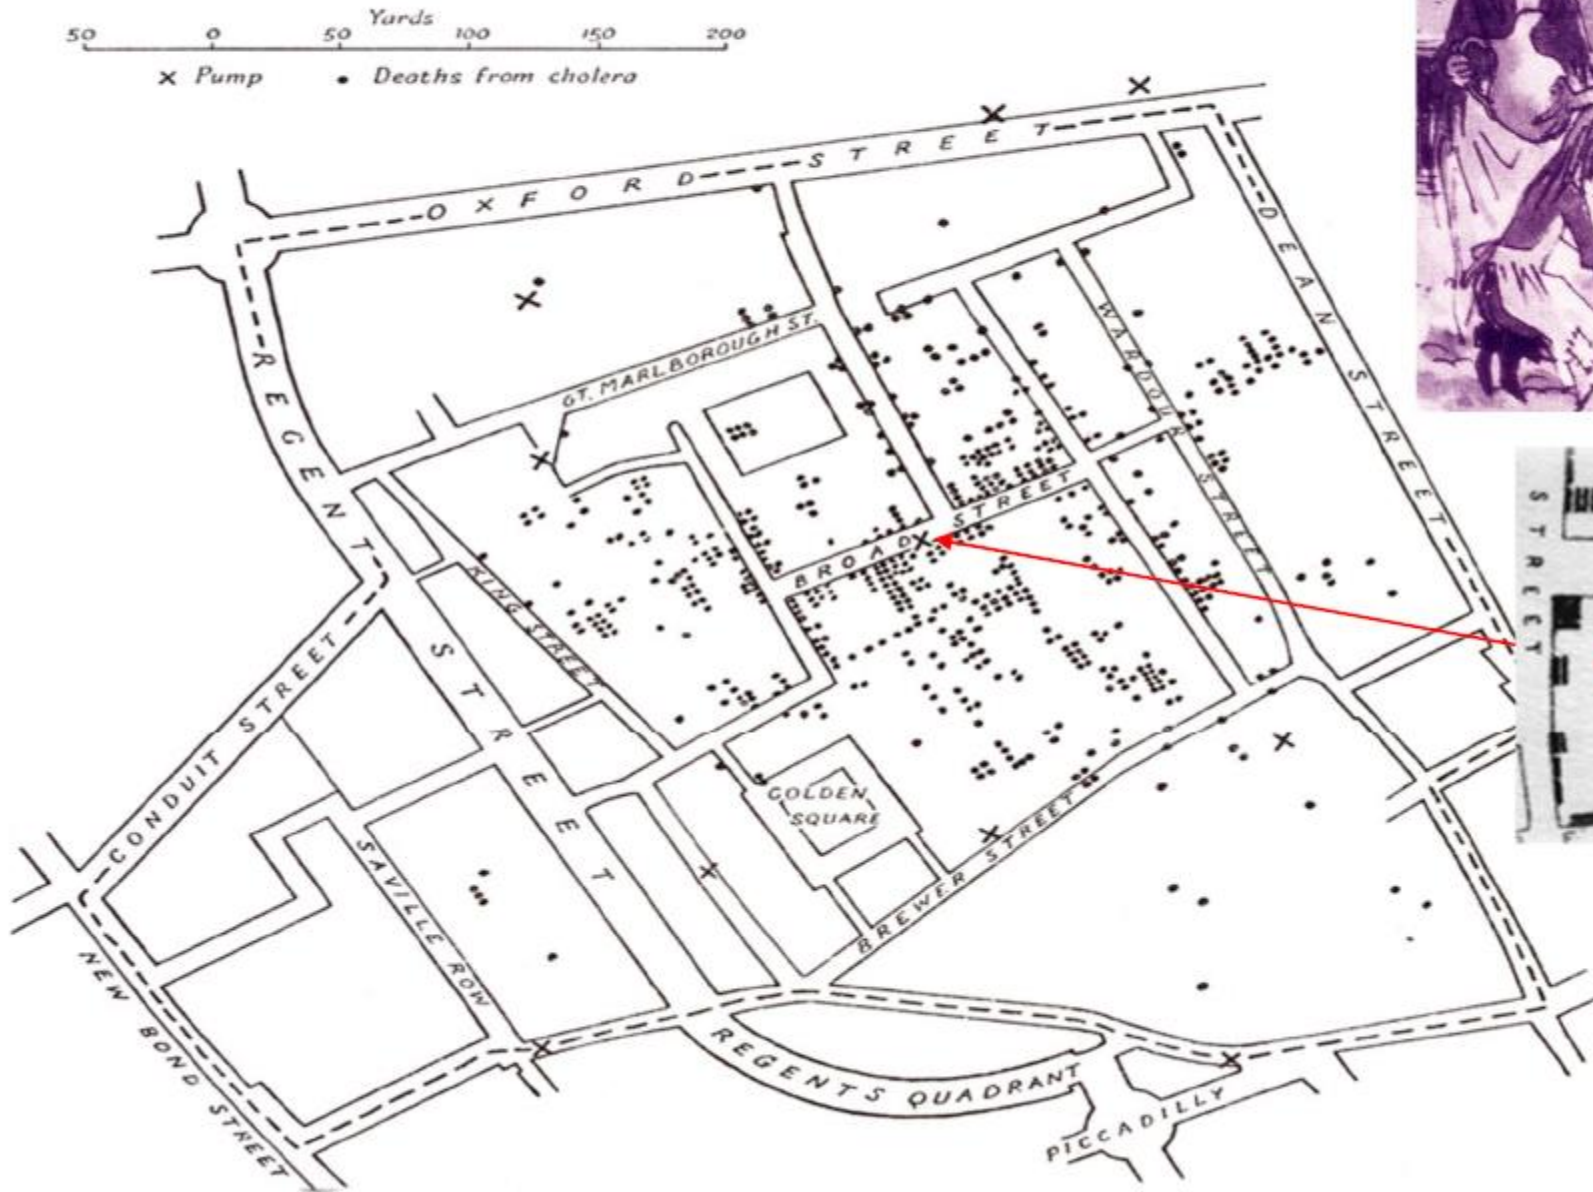 Yards
50 0 50 100 150 200
× Pump • Deaths from cholera
OXFORD STREET
DEAN STREET
REGENT STREET
GT. MARLBOROUGH ST.
WARDOUR STREET
BROAD STREET
KING STREET
CONDUIT STREET
GOLDEN
SQUARE
SAVILLE ROW
BREWER STREET
NEW BOND STREET
REGENTS QUADRANT
PICCADILLY
STREET